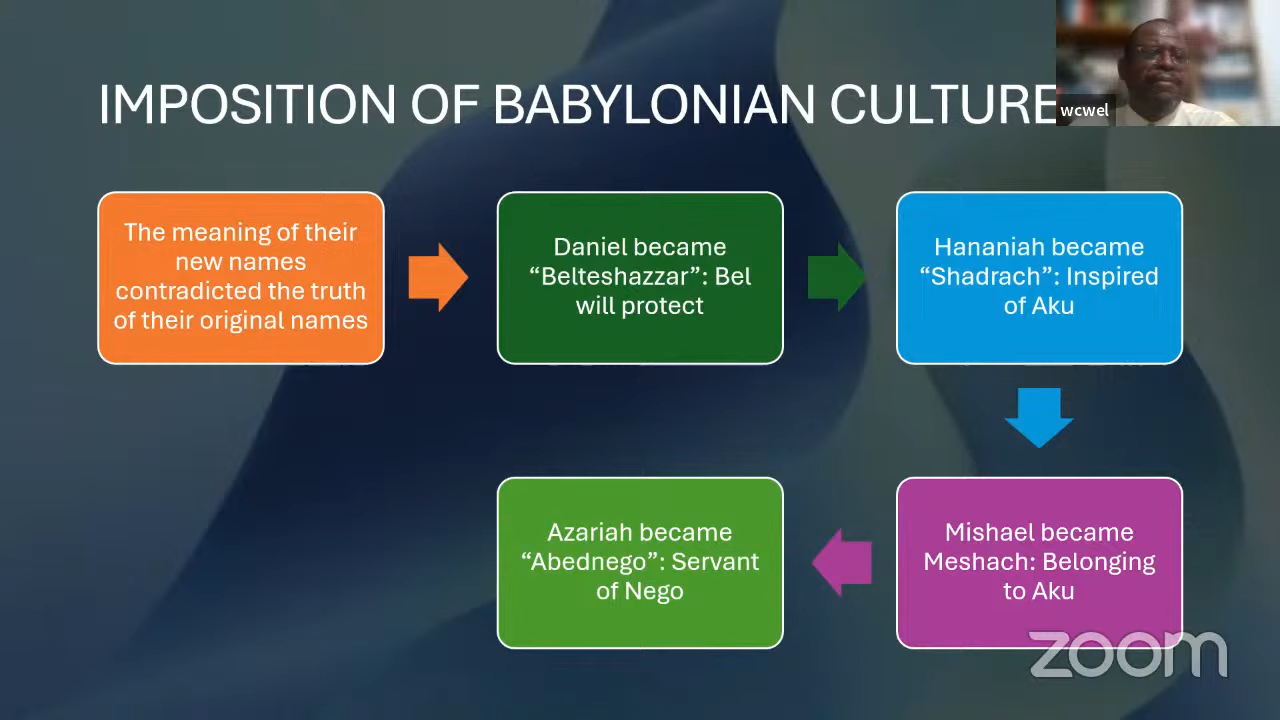 IMPOSITION OF BABYLONIAN CULTURE
wcwel
The meaning of their
new names
contradicted the truth
of their original names
Daniel became
“Belteshazzar”: Bel
will protect
Hananiah became
“Shadrach”: Inspired
of Aku
Mishael became
Meshach: Belonging
to Aku
Azariah became
“Abednego”: Servant
of Nego
zoom